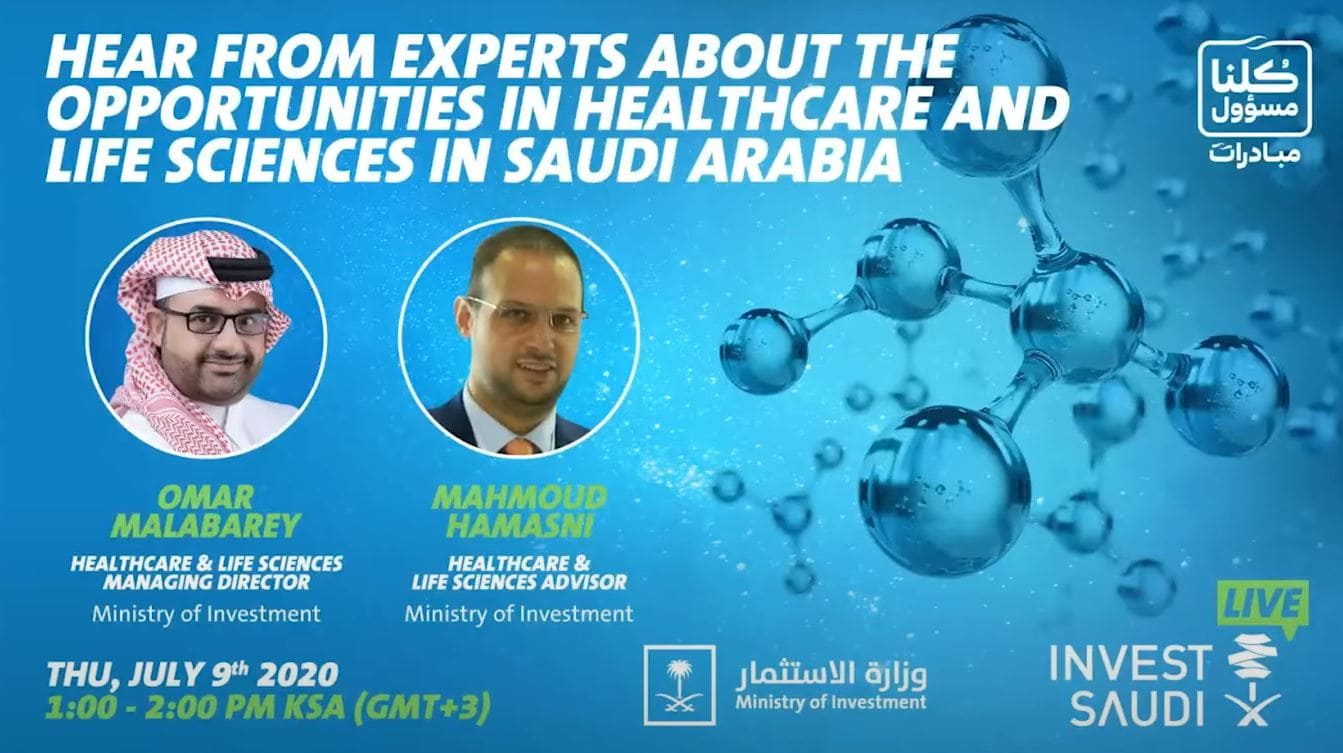 HEAR FROM EXPERTS ABOUT THE
OPPORTUNITIES IN HEALTHCARE AND
LIFE SCIENCES IN SAUDI ARABIA
كلنا
مسؤول
مبادرات
OMAR
MALABAREY
HEALTHCARE & LIFE SCIENCES
MANAGING DIRECTOR
Ministry of Investment
MAHMOUD
HAMASNI
HEALTHCARE &
LIFE SCIENCES ADVISOR
Ministry of Investment
THU, JULY 9th 2020
1:00 - 2:00 PM KSA (GMT+3)
وزارة الاستثمار
Ministry of Investment
LIVE
INVEST
SAUDI